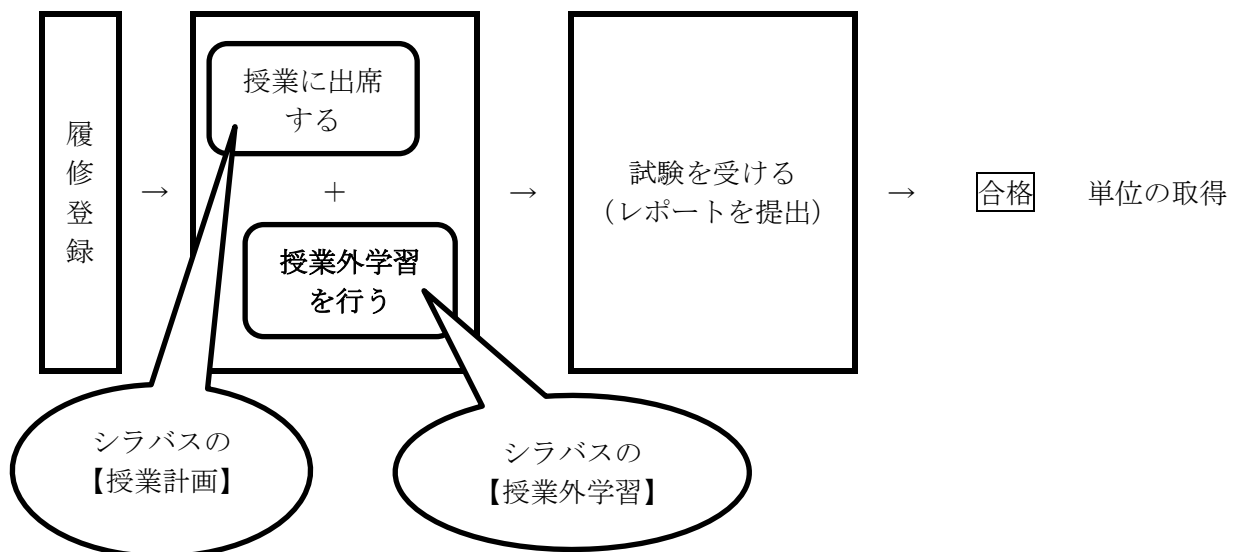 履修登録
→
授業に出席
する
+
授業外学習
を行う
→
試験を受ける
（レポートを提出）
→
合格
単位の取得
シラバスの
【授業計画】
シラバスの
【授業外学習】